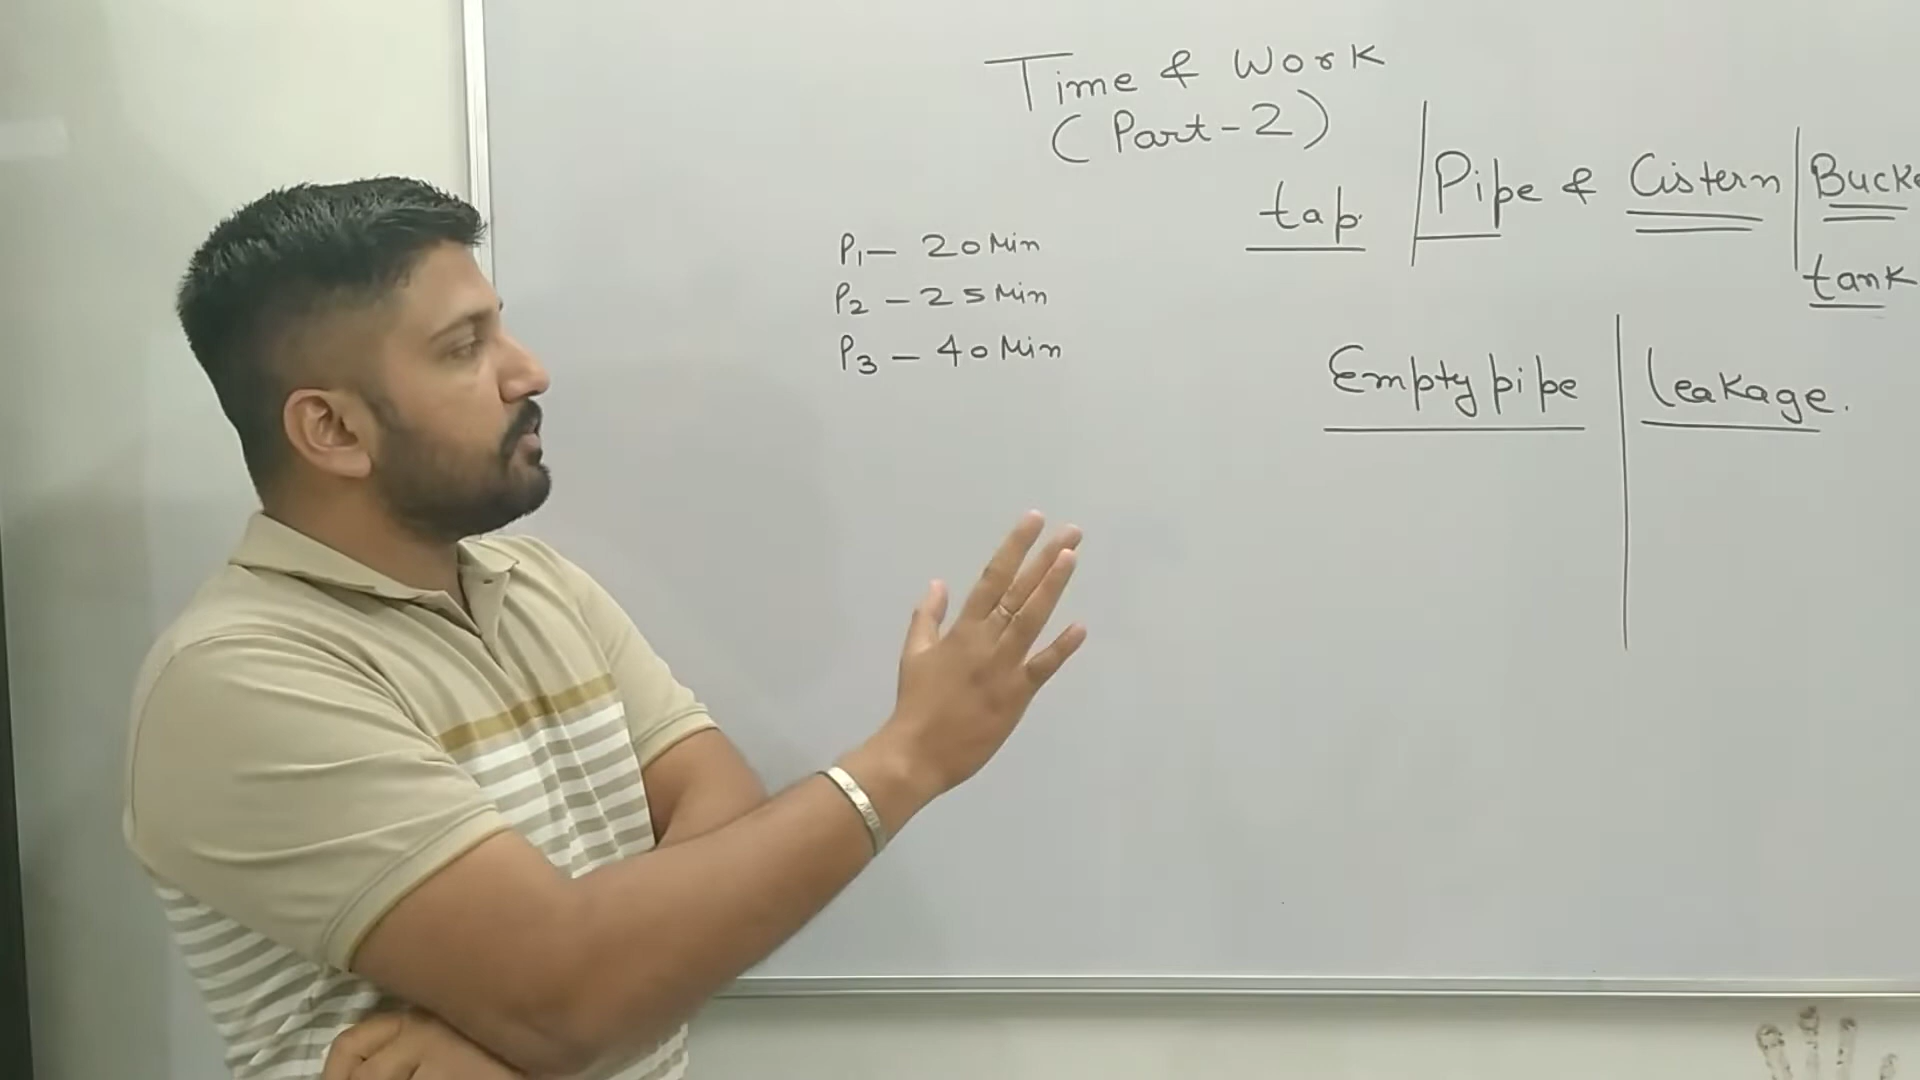 Time & Work
(Part-2)
tap | Pipe & Cistern | Bucke
tank
P1 - 20 Min
P2 - 25 Min
P3 - 40 Min
Empty pipe | leakage.